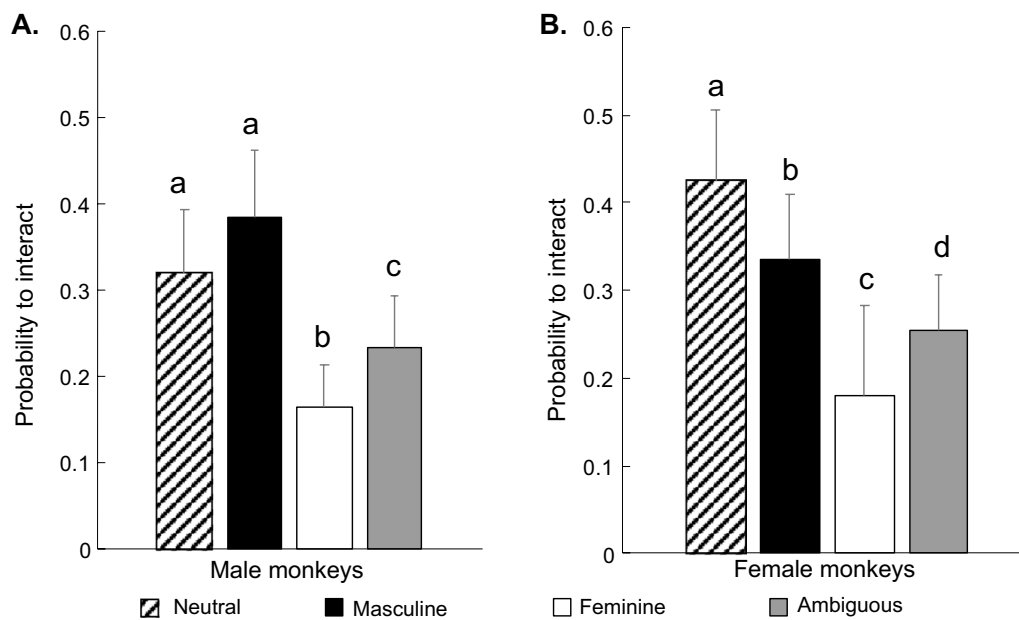 A.
Probability to interact
0.6
0.5
0.4
0.3
0.2
0.1
0
a
a
b
c
Male monkeys
B.
Probability to interact
0.6
0.5
0.4
0.3
0.2
0.1
0
a
b
c
d
Female monkeys
Neutral Masculine Feminine Ambiguous